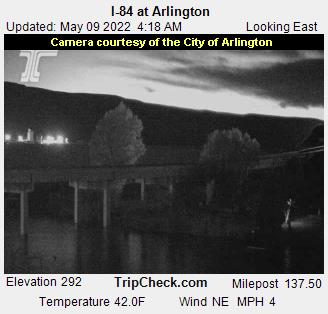 I-84 at Arlington
Updated: May 09 2022 4:18 AM Looking East
Camera courtesy of the City of Arlington
Elevation 292 TripCheck.com Milepost 137.50
Temperature 42.0F Wind NE MPH 4